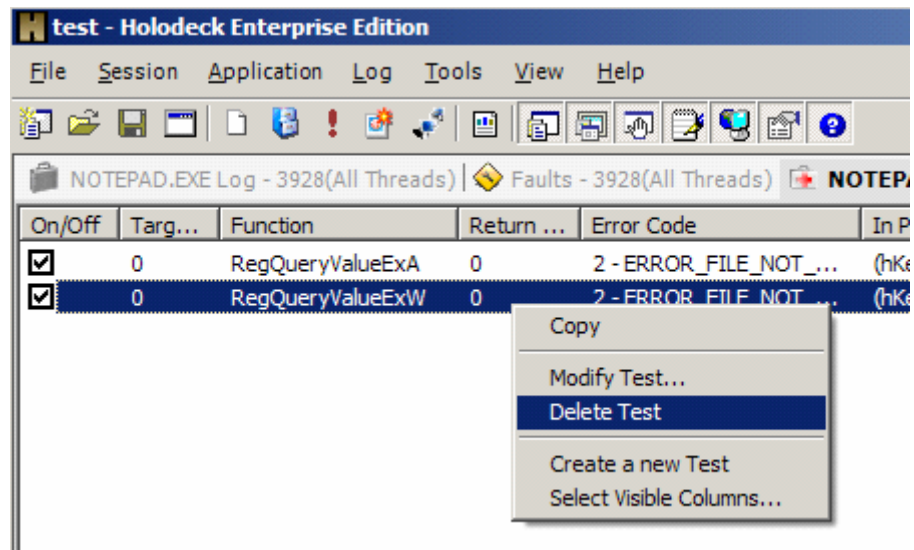 test - Holodeck Enterprise Edition
File Session Application Log Tools View Help
NOTEPAD.EXE Log - 3928(All Threads) Faults - 3928(All Threads) NOTEPA
On/Off Targ... Function Return ... Error Code In P
0 RegQueryValueExA 0 2 - ERROR_FILE_NOT_... (hKe
0 RegQueryValueExW 0 2 - ERROR_FILE_NOT_... (hKe
Copy
Modify Test...
Delete Test
Create a new Test
Select Visible Columns...